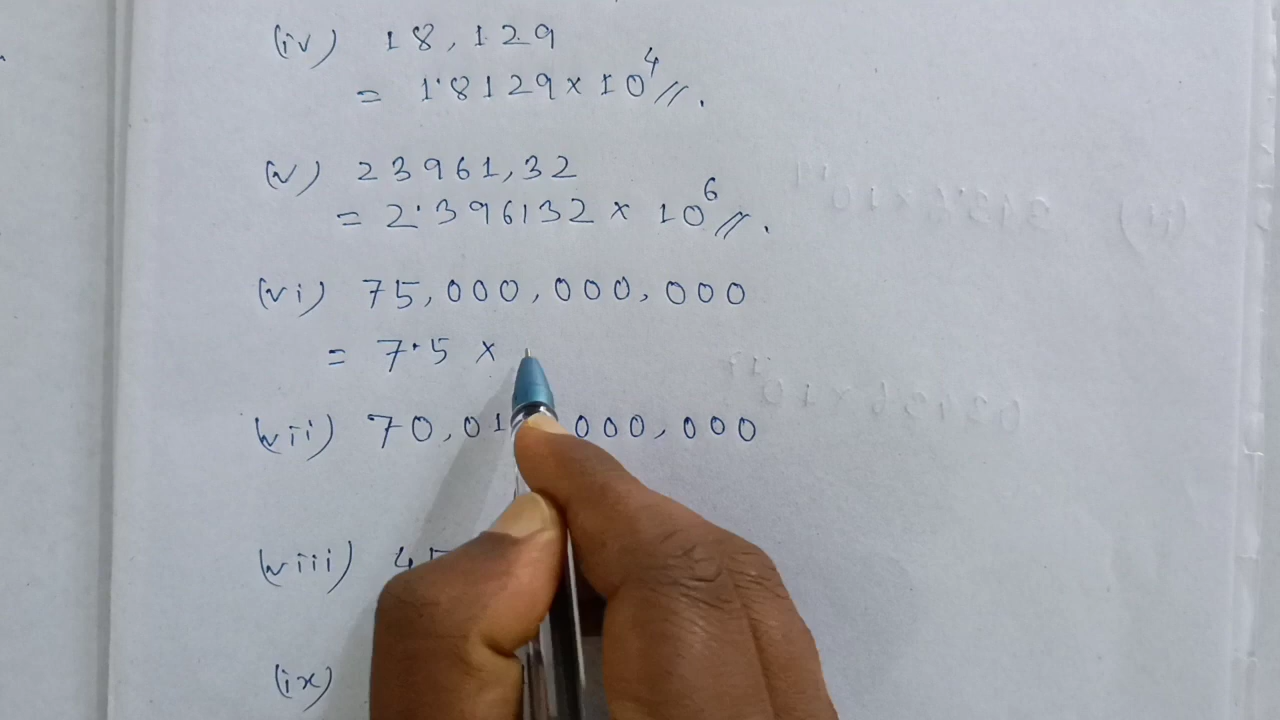 (iv) 18,129
= 1.8129 × 10⁴//.
(v) 23961,32
= 2.396132 × 10⁶//.
(vi) 75,000,000,000
= 7.5 ×
(vii) 70,01 000,000
(viii) 45
(ix)